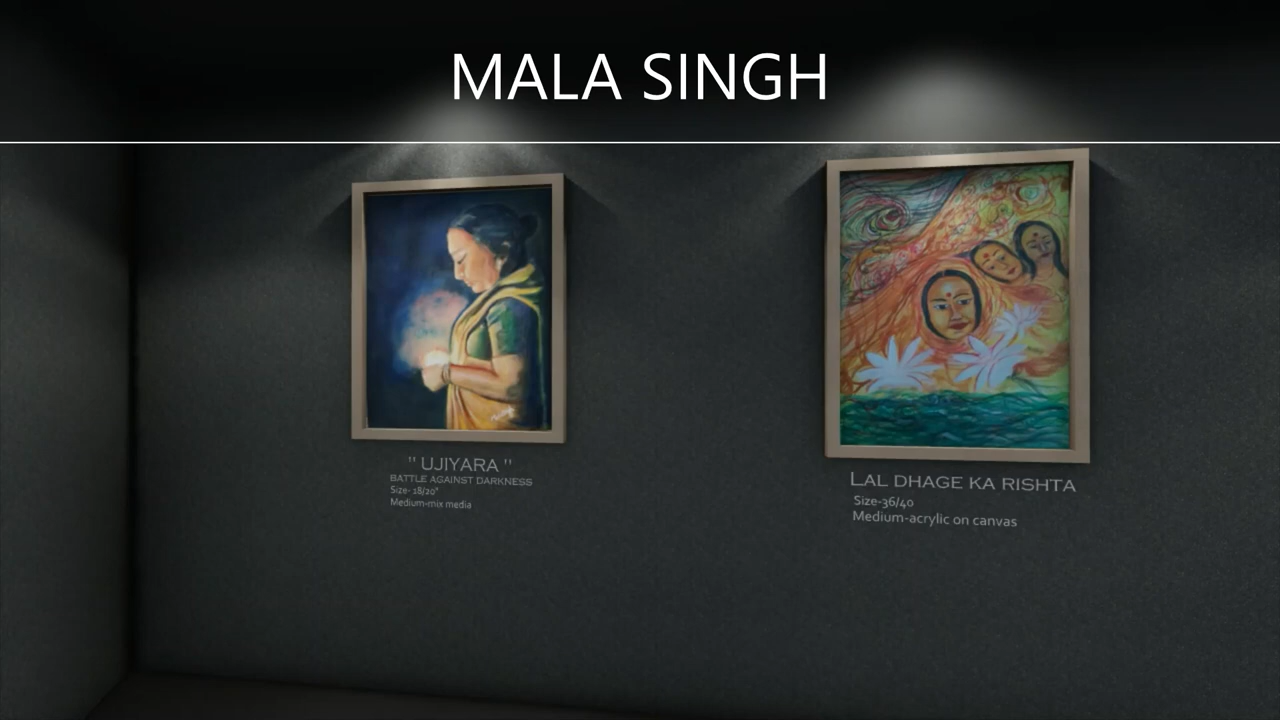 MALA SINGH
" UJIYARA "
BATTLE AGAINST DARKNESS
Size- 18/20"
Medium-mix media
LAL DHAGE KA RISHTA
Size-36/40
Medium-acrylic on canvas